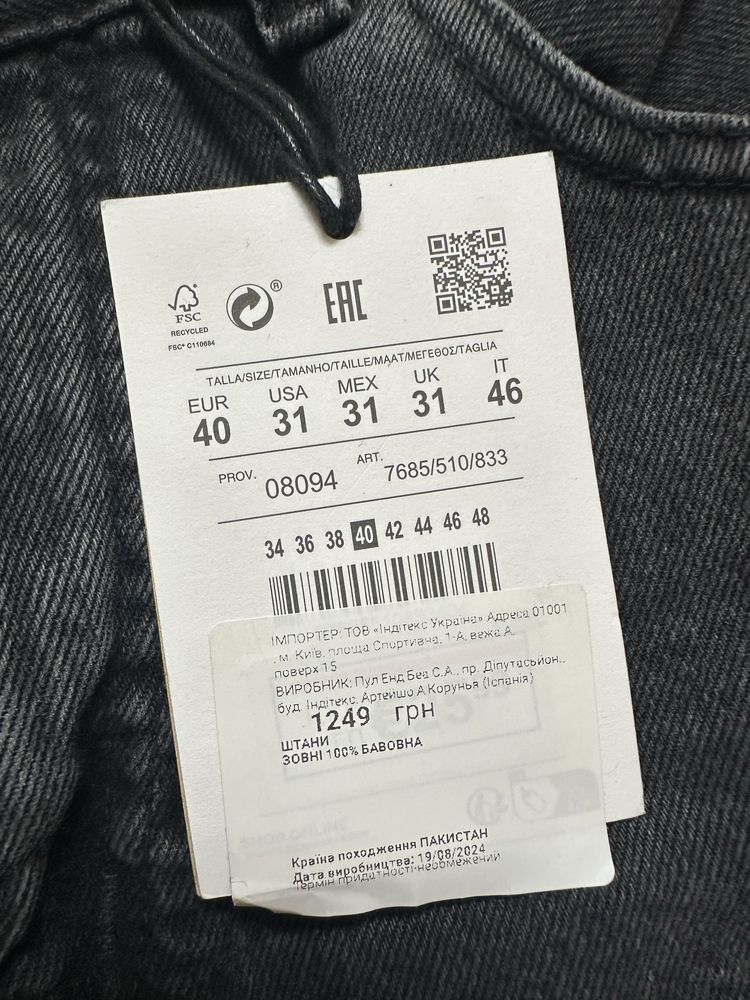 FSC
RECYCLED
FSC® C110684
®
EAC
TALLA/SIZE/TAMANHO/TAILLE/MAAT/ΜΕΓΕΘΟΣ/TAGLIA
EUR USA MEX UK IT
40 31 31 31 46
PROV. 08094 ART. 7685/510/833
34 36 38 40 42 44 46 48
ІМПОРТЕР: ТОВ «Індітекс Україна» Адреса 01001
, м. Київ, площа Спортивна, 1-А, вежа А,
поверх 15
ВИРОБНИК: Пул Енд Беа С.А., пр. Діпутасьйон,
буд. Індітекс, Артейшо А Корунья (Іспанія)
1249 грн
ШТАНИ
ЗОВНІ 100% БАВОВНА
Країна походження ПАКИСТАН
Дата виробництва: 19/08/2024
Термін придатності-необмежений